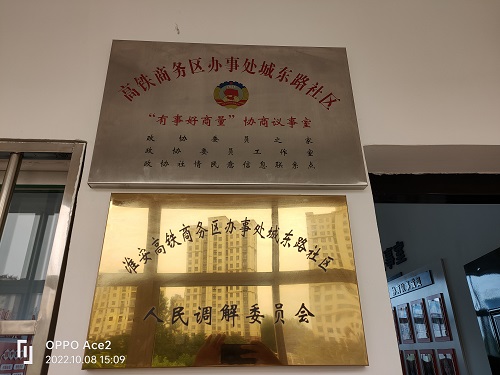 高铁商务区办事处城东路社区
“有事好商量”协商议事室
政协委员之家
政协委员工作室
政协社情民意信息联系点
淮安高铁商务区办事处城东路社区
人民调解委员会
OPPO Ace2
2022.10.08 15:09